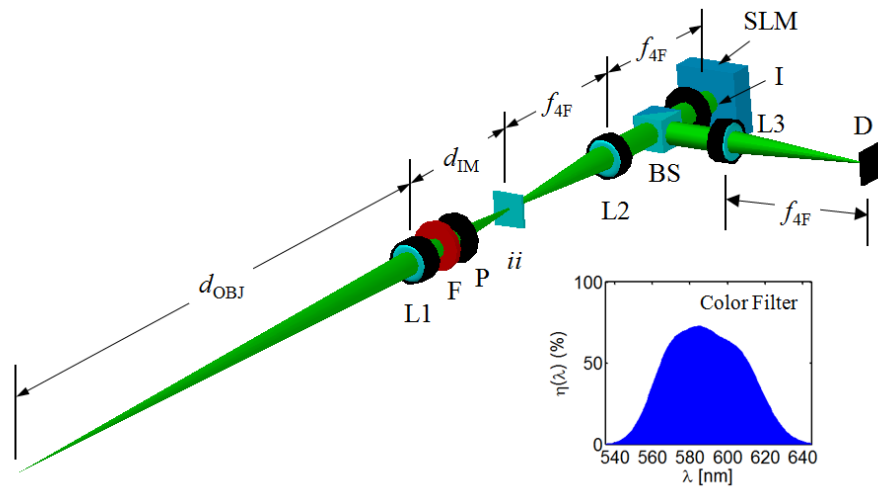 SLM
f4F
I
f4F
L3
D
dIM
BS
L2
f4F
ii
P
F
L1
dOBJ
100
Color Filter
η(λ) (%)
50
0
540 560 580 600 620 640
λ [nm]